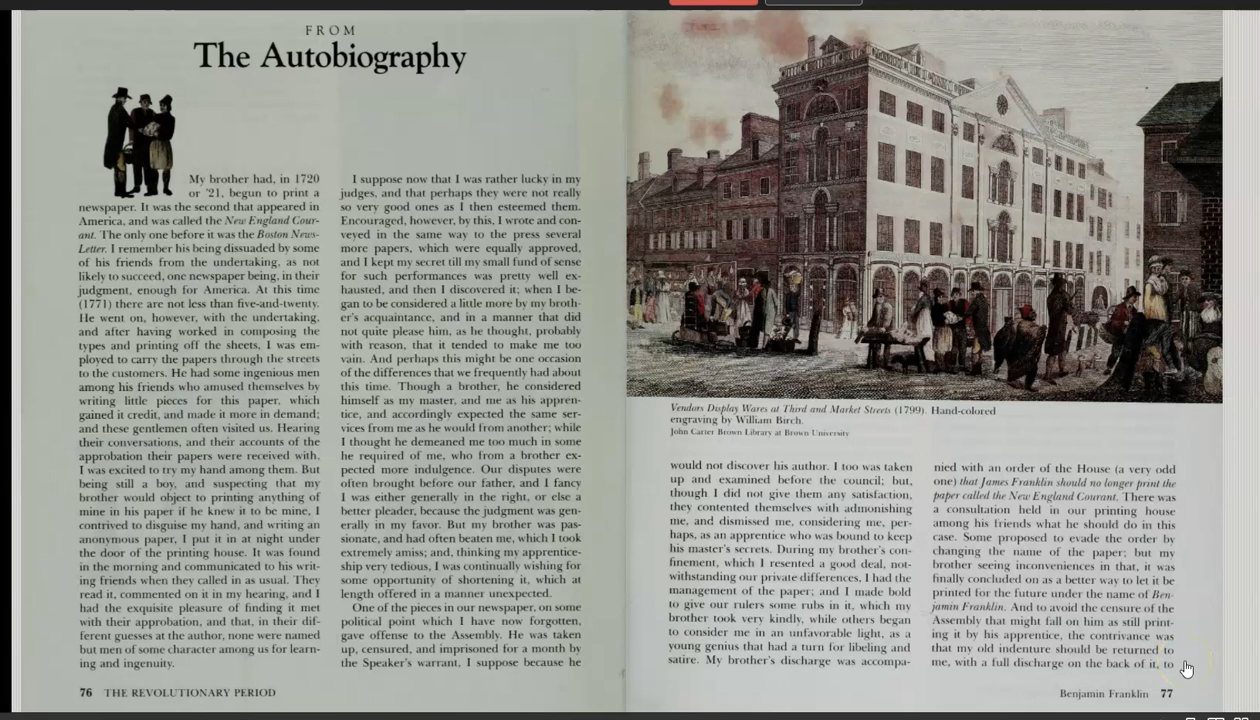 FROM
The Autobiography
My brother had, in 1720
or '21, begun to print a
newspaper. It was the second that appeared in
America, and was called the New England Cour-
ant. The only one before it was the Boston News-
Letter. I remember his being dissuaded by some
of his friends from the undertaking, as not
likely to succeed, one newspaper being, in their
judgment, enough for America. At this time
(1771) there are not less than five-and-twenty.
He went on, however, with the undertaking,
and after having worked in composing the
types and printing off the sheets, I was em-
ployed to carry the papers through the streets
to the customers. He had some ingenious men
among his friends who amused themselves by
writing little pieces for this paper, which
gained it credit, and made it more in demand;
and these gentlemen often visited us. Hearing
their conversations, and their accounts of the
approbation their papers were received with,
I was excited to try my hand among them. But
being still a boy, and suspecting that my
brother would object to printing anything of
mine in his paper if he knew it to be mine, I
contrived to disguise my hand, and writing an
anonymous paper, I put it in at night under
the door of the printing house. It was found
in the morning and communicated to his writ-
ing friends when they called in as usual. They
read it, commented on it in my hearing, and I
had the exquisite pleasure of finding it met
with their approbation, and that, in their dif-
ferent guesses at the author, none were named
but men of some character among us for learn-
ing and ingenuity.
I suppose now that I was rather lucky in my
judges, and that perhaps they were not really
so very good ones as I then esteemed them.
Encouraged, however, by this, I wrote and con-
veyed in the same way to the press several
more papers, which were equally approved,
and I kept my secret till my small fund of sense
for such performances was pretty well ex-
hausted, and then I discovered it; when I be-
gan to be considered a little more by my broth-
er's acquaintance, and in a manner that did
not quite please him, as he thought, probably
with reason, that it tended to make me too
vain. And perhaps this might be one occasion
of the differences that we frequently had about
this time. Though a brother, he considered
himself as my master, and me as his appren-
tice, and accordingly expected the same ser-
vices from me as he would from another; while
I thought he demeaned me too much in some
he required of me, who from a brother ex-
pected more indulgence. Our disputes were
often brought before our father, and I fancy
I was either generally in the right, or else a
better pleader, because the judgment was gen-
erally in my favor. But my brother was pas-
sionate, and had often beaten me, which I took
extremely amiss; and, thinking my apprentice-
ship very tedious, I was continually wishing for
some opportunity of shortening it, which at
length offered in a manner unexpected.
One of the pieces in our newspaper, on some
political point which I have now forgotten,
gave offense to the Assembly. He was taken
up, censured, and imprisoned for a month by
the Speaker's warrant, I suppose because he
76 THE REVOLUTIONARY PERIOD
Vendors Display Wares at Third and Market Streets (1799). Hand-colored
engraving by William Birch.
John Carter Brown Library at Brown University
would not discover his author. I too was taken
up and examined before the council; but,
though I did not give them any satisfaction,
they contented themselves with admonishing
me, and dismissed me, considering me, per-
haps, as an apprentice who was bound to keep
his master's secrets. During my brother's con-
finement, which I resented a good deal, not-
withstanding our private differences, I had the
management of the paper; and I made bold
to give our rulers some rubs in it, which my
brother took very kindly, while others began
to consider me in an unfavorable light, as a
young genius that had a turn for libeling and
satire. My brother's discharge was accompa-
nied with an order of the House (a very odd
one) that James Franklin should no longer print the
paper called the New England Courant. There was
a consultation held in our printing house
among his friends what he should do in this
case. Some proposed to evade the order by
changing the name of the paper; but my
brother seeing inconveniences in that, it was
finally concluded on as a better way to let it be
printed for the future under the name of Ben-
jamin Franklin. And to avoid the censure of the
Assembly that might fall on him as still print-
ing it by his apprentice, the contrivance was
that my old indenture should be returned to
me, with a full discharge on the back of it, to
Benjamin Franklin 77